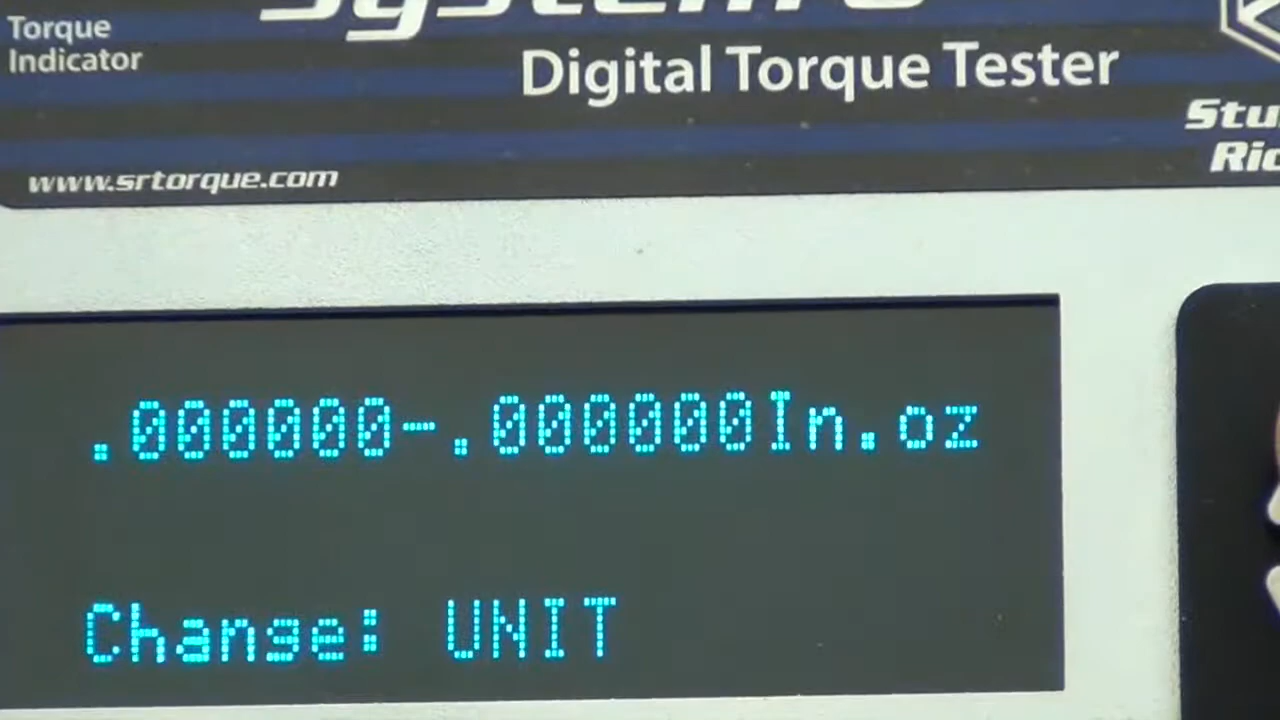 Torque
Indicator
Digital Torque Tester
www.srtorque.com
.000000-.000000In.oz
Change: UNIT